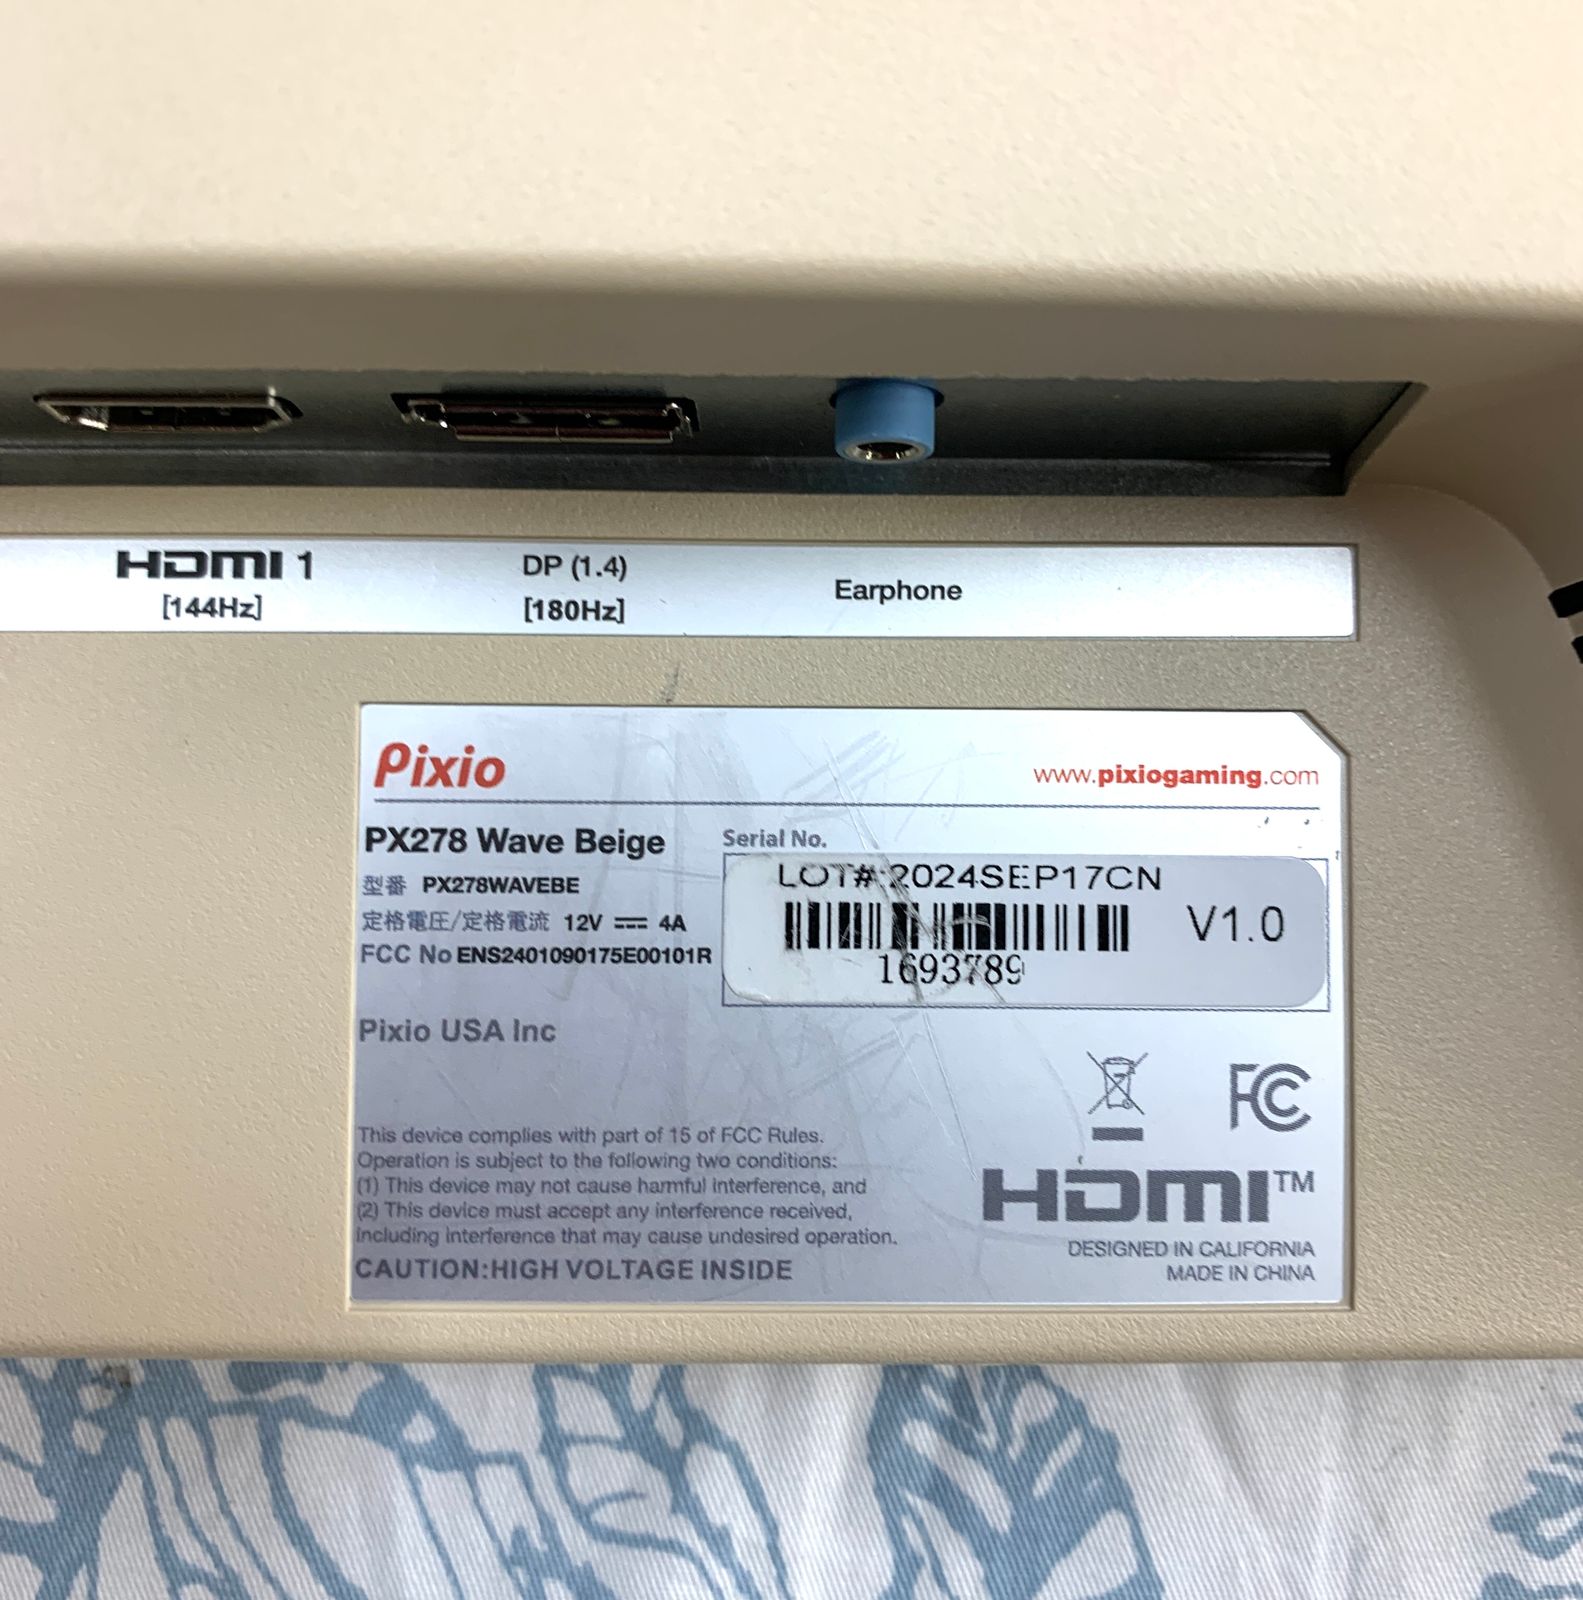 HDMI 1
[144Hz]
DP (1.4)
[180Hz]
Earphone
Pixio
www.pixiogaming.com
PX278 Wave Beige
型番 PX278WAVEBE
定格電圧/定格電流 12V ⎓ 4A
FCC No ENS2401090175E00101R
Serial No.
LOT#:2024SEP17CN
V1.0
1693789
Pixio USA Inc
This device complies with part of 15 of FCC Rules.
Operation is subject to the following two conditions:
(1) This device may not cause harmful interference, and
(2) This device must accept any interference received,
including interference that may cause undesired operation.
CAUTION:HIGH VOLTAGE INSIDE
FC
HDMI™
DESIGNED IN CALIFORNIA
MADE IN CHINA